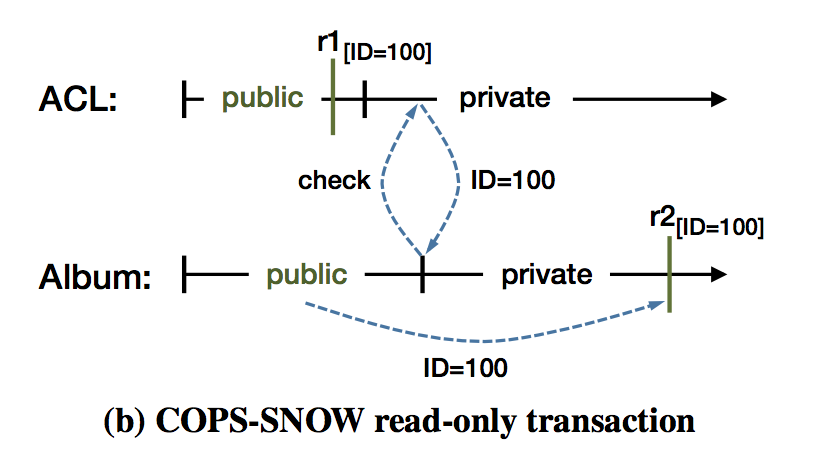 r1[ID=100]
ACL: public private
check ID=100
r2[ID=100]
Album: public private
ID=100
(b) COPS-SNOW read-only transaction